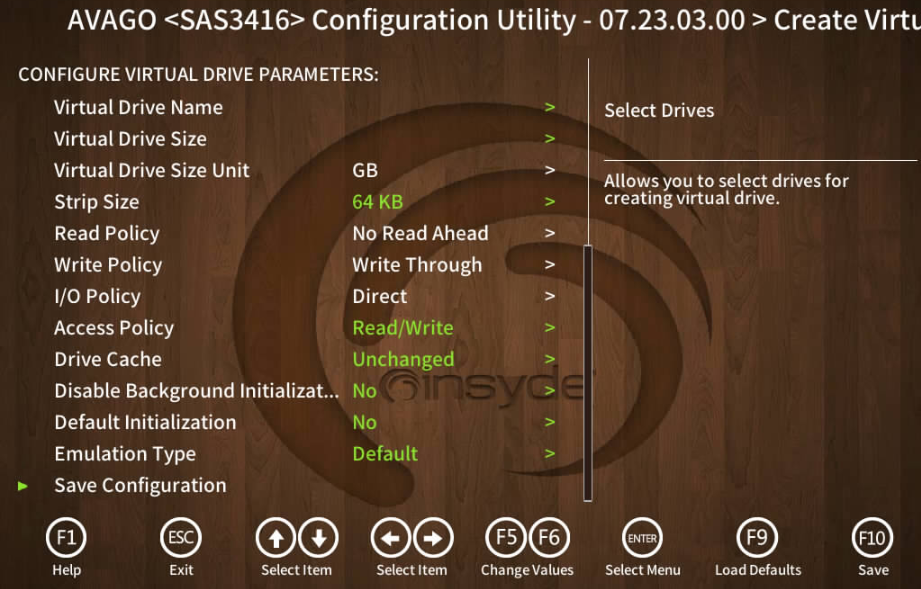 AVAGO <SAS3416> Configuration Utility - 07.23.03.00 > Create Virtu
CONFIGURE VIRTUAL DRIVE PARAMETERS:
Virtual Drive Name >
Virtual Drive Size >
Virtual Drive Size Unit GB >
Strip Size 64 KB >
Read Policy No Read Ahead >
Write Policy Write Through >
I/O Policy Direct >
Access Policy Read/Write >
Drive Cache Unchanged >
Disable Background Initializat... No >
Default Initialization No >
Emulation Type Default >
Save Configuration
Select Drives
Allows you to select drives for
creating virtual drive.
insyde
F1 ESC F5 F6 ENTER F9 F10
Help Exit Select Item Select Item Change Values Select Menu Load Defaults Save